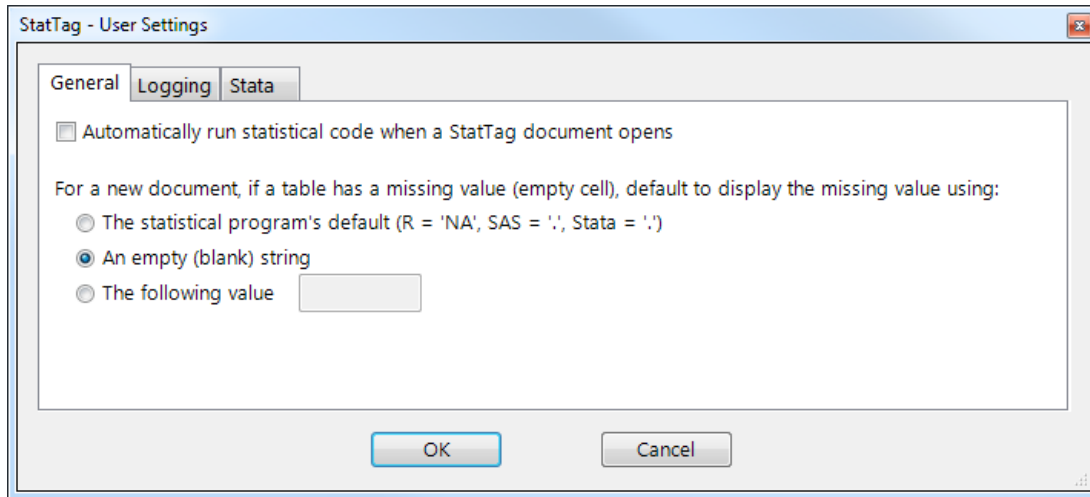 StatTag - User Settings
General Logging Stata
Automatically run statistical code when a StatTag document opens
For a new document, if a table has a missing value (empty cell), default to display the missing value using:
The statistical program's default (R = 'NA', SAS = '.', Stata = '.')
An empty (blank) string
The following value
OK Cancel